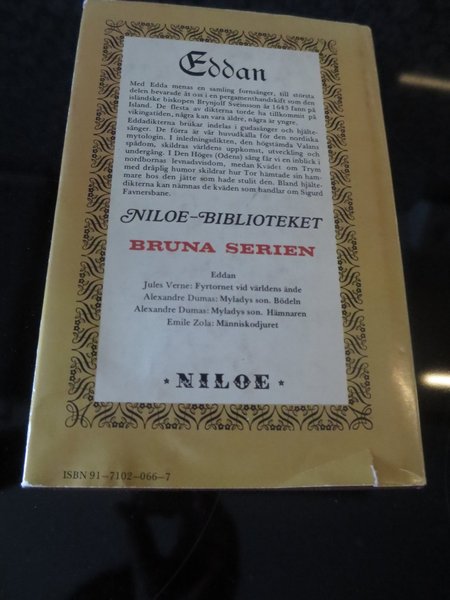 Eddan
Med Edda menas en samling fornsånger, till största
delen bevarade åt oss i en pergamenthandskrift som den
isländske biskopen Brynjolf Sveinsson år 1643 fann på
Island. De flesta av dikterna torde ha tillkommit på
vikingatiden, några kan vara äldre, några är yngre.
Eddadikterna brukar indelas i gudasånger och hjälte-
sånger. De förra är vår huvudkälla för den nordiska
mytologin. I inledningsdikten, den högstämda Valans
spådom, skildras världens uppkomst, utveckling och
undergång. I Den Höges (Odens) sång får vi en inblick i
nordbornas levnadsvisdom, medan Kvädet om Trym
med dråplig humor skildrar hur Tor hämtade sin ham-
mare hos den jätte som hade stulit den. Bland hjälte-
dikterna kan nämnas de kväden som handlar om Sigurd
Favnersbane.
NILOE-BIBLIOTEKET
BRUNA SERIEN
Eddan
Jules Verne: Fyrtornet vid världens ände
Alexandre Dumas: Myladys son. Bödeln
Alexandre Dumas: Myladys son. Hämnaren
Emile Zola: Människodjuret
* NILOE *
ISBN 91-7102-066-7